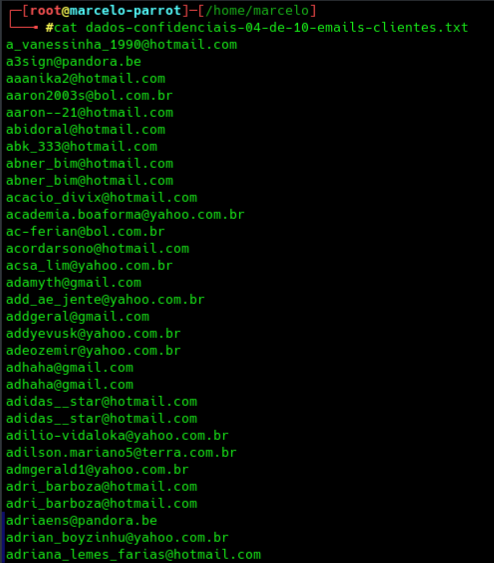 ┌─[root@marcelo-parrot]─[/home/marcelo]
└──╼ #cat dados-confidenciais-04-de-10-emails-clientes.txt
a_vanessinha_1990@hotmail.com
a3sign@pandora.be
aaanika2@hotmail.com
aaron2003s@bol.com.br
aaron--21@hotmail.com
abidoral@hotmail.com
abk_333@hotmail.com
abner_bim@hotmail.com
abner_bim@hotmail.com
acacio_divix@hotmail.com
academia.boaforma@yahoo.com.br
ac-ferian@bol.com.br
acordarsono@hotmail.com
acsa_lim@yahoo.com.br
adamyth@gmail.com
add_ae_jente@yahoo.com.br
addgeral@gmail.com
addyevusk@yahoo.com.br
adeozemir@yahoo.com.br
adhaha@gmail.com
adhaha@gmail.com
adidas__star@hotmail.com
adidas__star@hotmail.com
adilio-vidaloka@yahoo.com.br
adilson.mariano5@terra.com.br
admgerald1@yahoo.com.br
adri_barboza@hotmail.com
adri_barboza@hotmail.com
adriaens@pandora.be
adrian_boyzinhu@yahoo.com.br
adriana_lemes_farias@hotmail.com